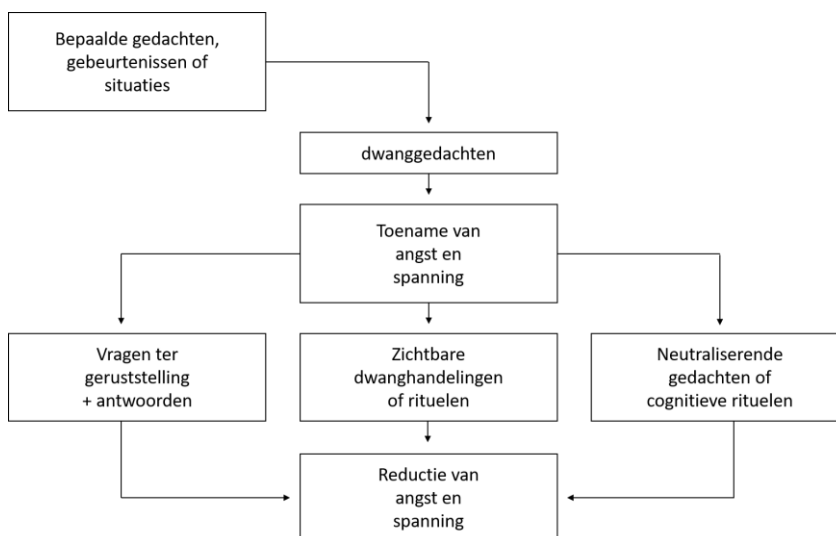 Bepaalde gedachten,
gebeurtenissen of
situaties
dwanggedachten
Toename van
angst en
spanning
Vragen ter
geruststelling
+ antwoorden
Zichtbare
dwanghandelingen
of rituelen
Neutraliserende
gedachten of
cognitieve rituelen
Reductie van
angst en
spanning